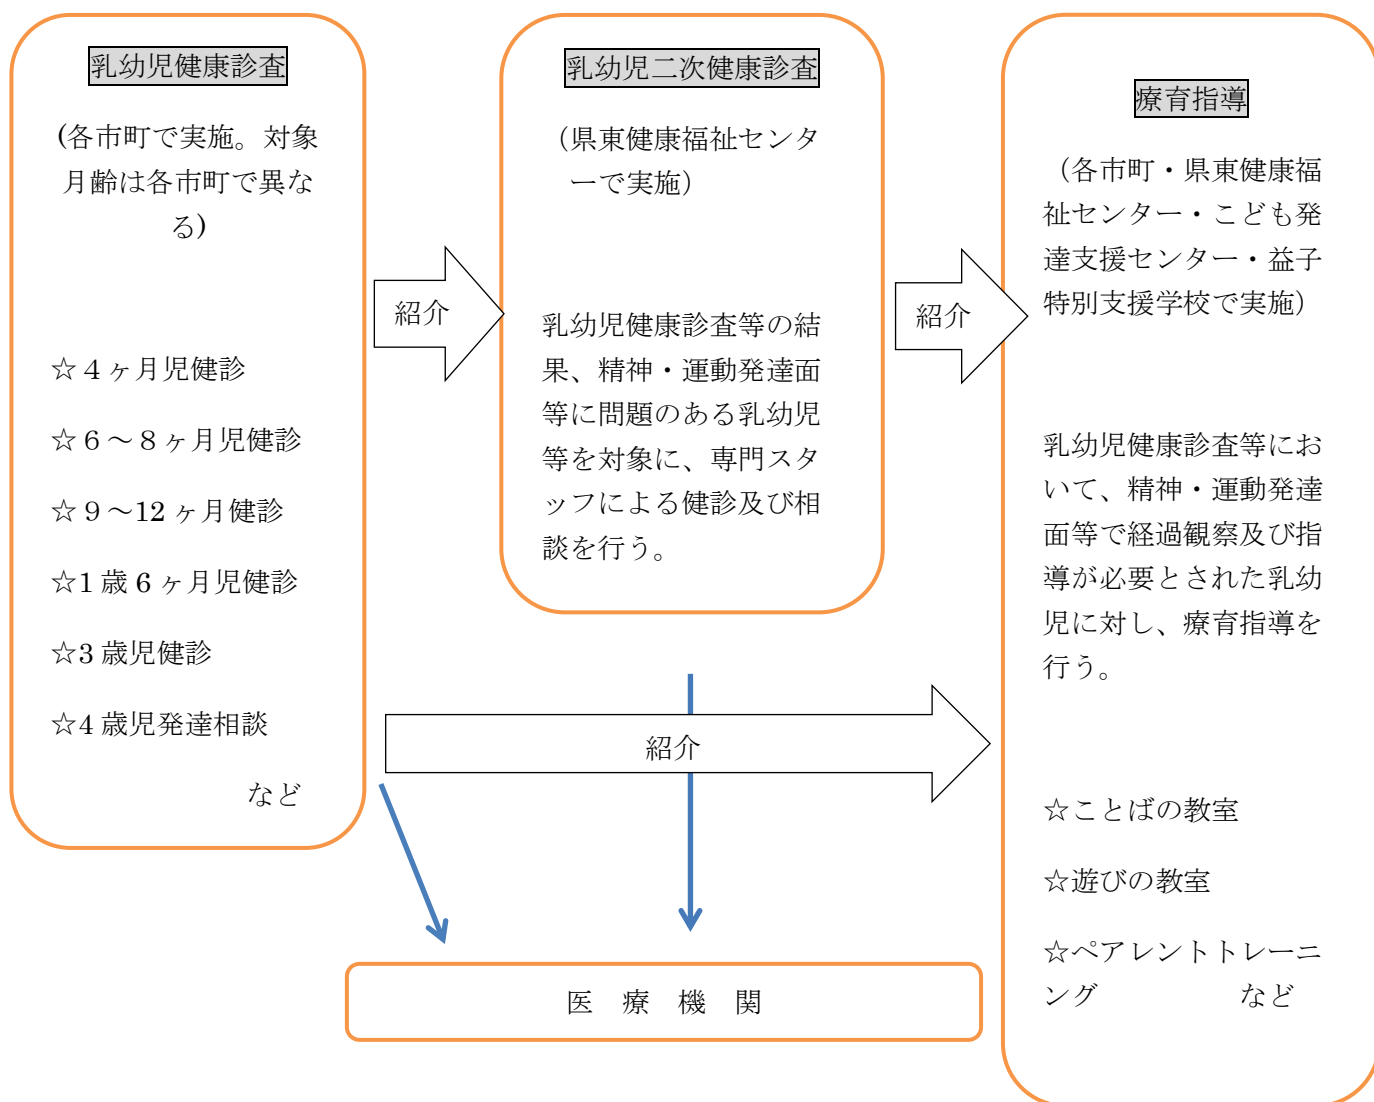 乳幼児健康診査
(各市町で実施。対象
月齢は各市町で異な
る)
☆４ヶ月児健診
☆６～８ヶ月児健診
☆９～12ヶ月健診
☆1歳6ヶ月児健診
☆3歳児健診
☆4歳児発達相談
など
紹介
乳幼児二次健康診査
（県東健康福祉センタ
ーで実施）
乳幼児健康診査等の結
果、精神・運動発達面
等に問題のある乳幼児
等を対象に、専門スタ
ッフによる健診及び相
談を行う。
紹介
紹介
療育指導
（各市町・県東健康福
祉センター・こども発
達支援センター・益子
特別支援学校で実施）
乳幼児健康診査等にお
いて、精神・運動発達
面等で経過観察及び指
導が必要とされた乳幼
児に対し、療育指導を
行う。
☆ことばの教室
☆遊びの教室
☆ペアレントトレーニ
ング　　　　　など
医　療　機　関